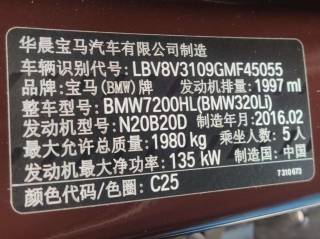 华晨宝马汽车有限公司制造
车辆识别代号: LBV8V3109GMF45055
品牌: 宝马(BMW)牌 发动机排量: 1997 ml
整车型号: BMW7200HL(BMW320Li)
发动机型号: N20B20D 制造年月: 2016.02
最大允许总质量: 1980 kg 乘坐人数: 5 人
发动机最大净功率: 135 kW 制造国: 中国
颜色代码/色圈: C25 7310673